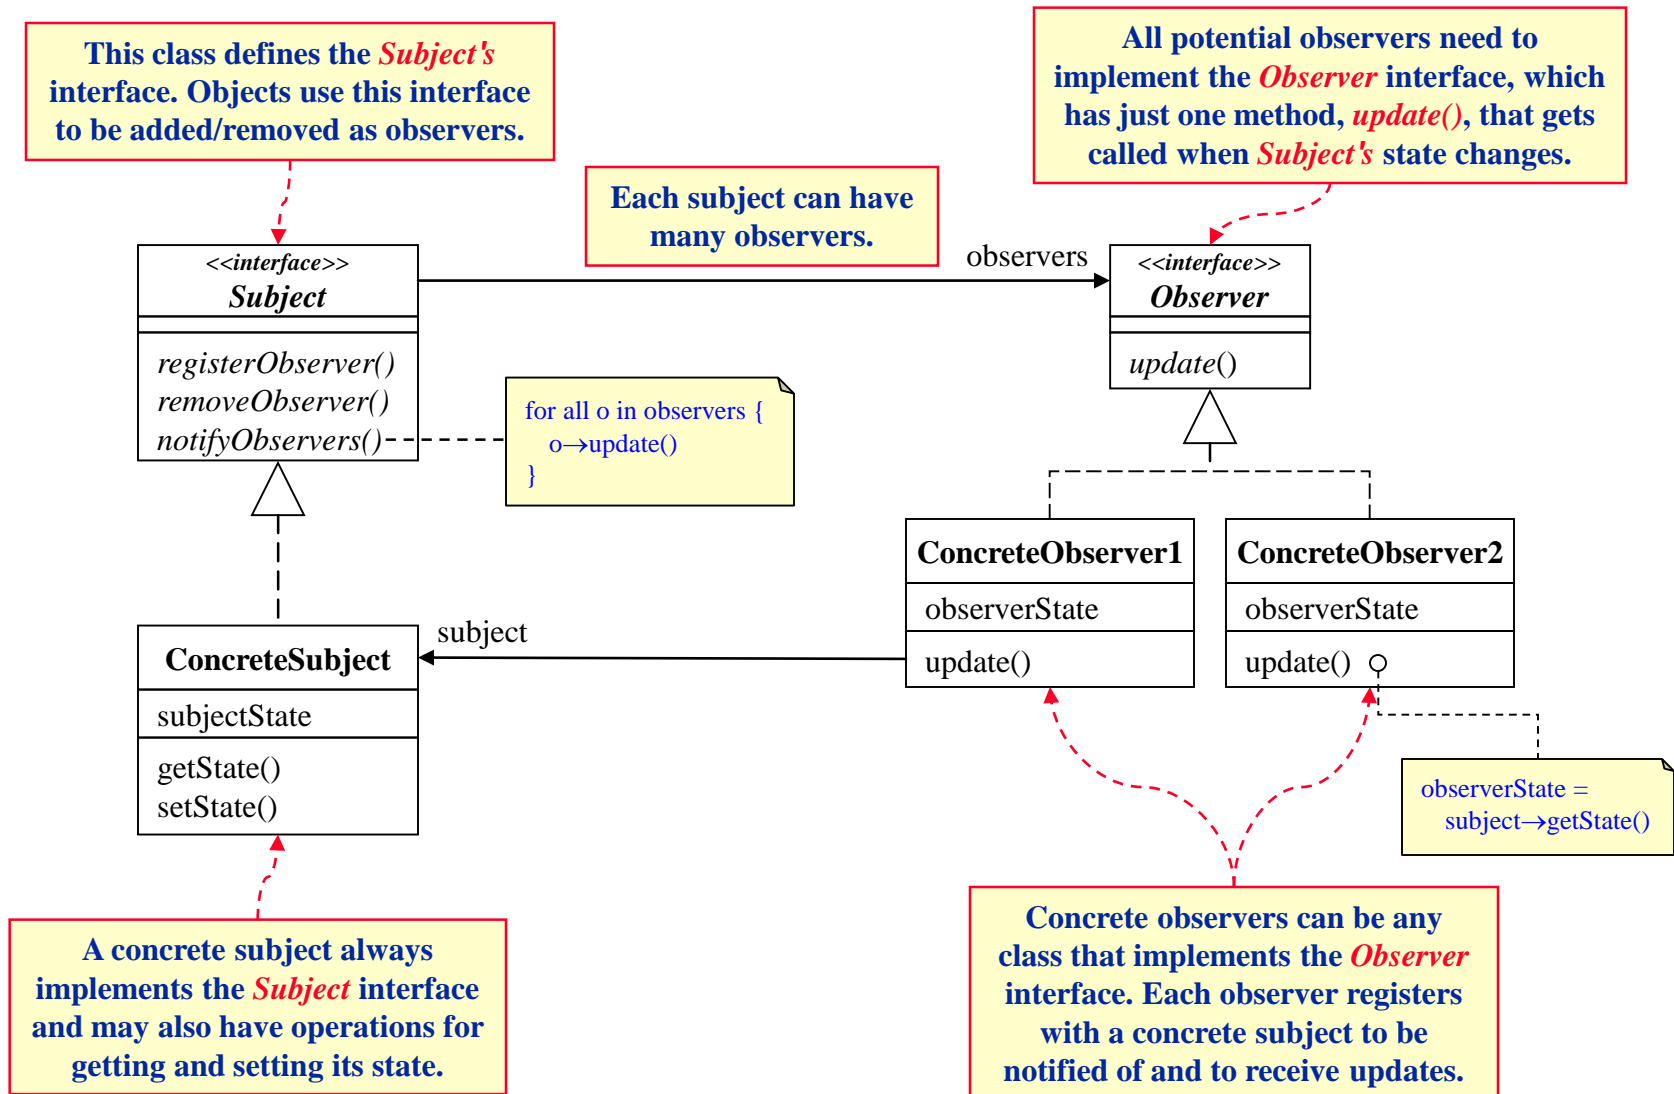 This class defines the Subject's
interface. Objects use this interface
to be added/removed as observers.
All potential observers need to
implement the Observer interface, which
has just one method, update(), that gets
called when Subject's state changes.
Each subject can have
many observers.
observers
<<interface>>
Subject
registerObserver()
removeObserver()
notifyObservers()
<<interface>>
Observer
update()
for all o in observers {
o→update()
}
ConcreteObserver1
observerState
update()
ConcreteObserver2
observerState
update()
subject
ConcreteSubject
subjectState
getState()
setState()
observerState =
subject→getState()
A concrete subject always
implements the Subject interface
and may also have operations for
getting and setting its state.
Concrete observers can be any
class that implements the Observer
interface. Each observer registers
with a concrete subject to be
notified of and to receive updates.